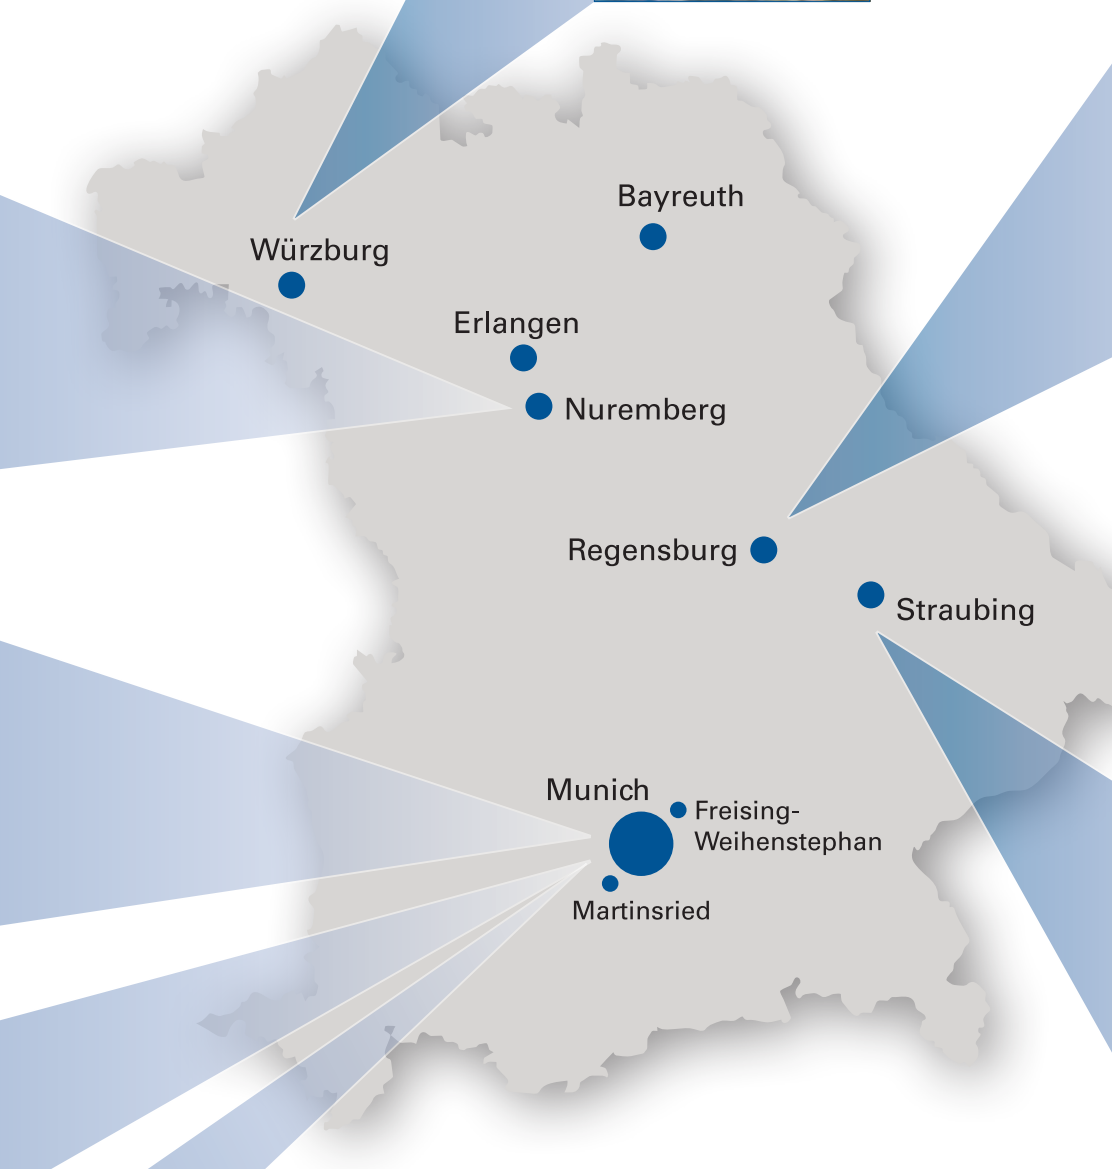 Bayreuth
Würzburg
Erlangen
Nuremberg
Regensburg
Straubing
Munich
Freising-
Weihenstephan
Martinsried